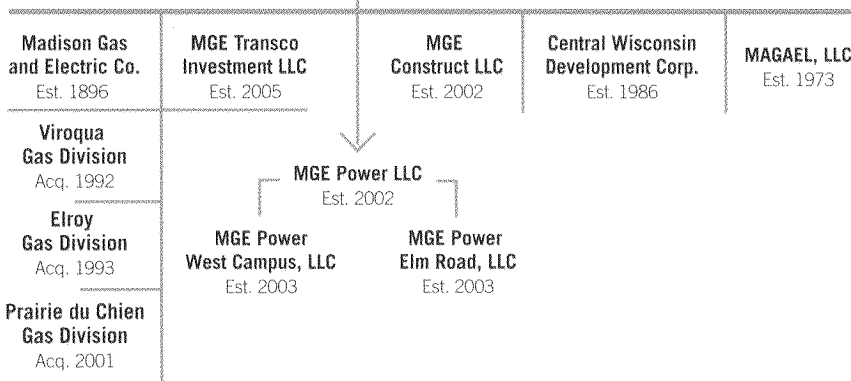 Madison Gas
and Electric Co.
Est. 1896
MGE Transco
Investment LLC
Est. 2005
MGE
Construct LLC
Est. 2002
Central Wisconsin
Development Corp.
Est. 1986
MAGAEL, LLC
Est. 1973
Viroqua
Gas Division
Acq. 1992
Elroy
Gas Division
Acq. 1993
Prairie du Chien
Gas Division
Acq. 2001
MGE Power LLC
Est. 2002
MGE Power
West Campus, LLC
Est. 2003
MGE Power
Elm Road, LLC
Est. 2003